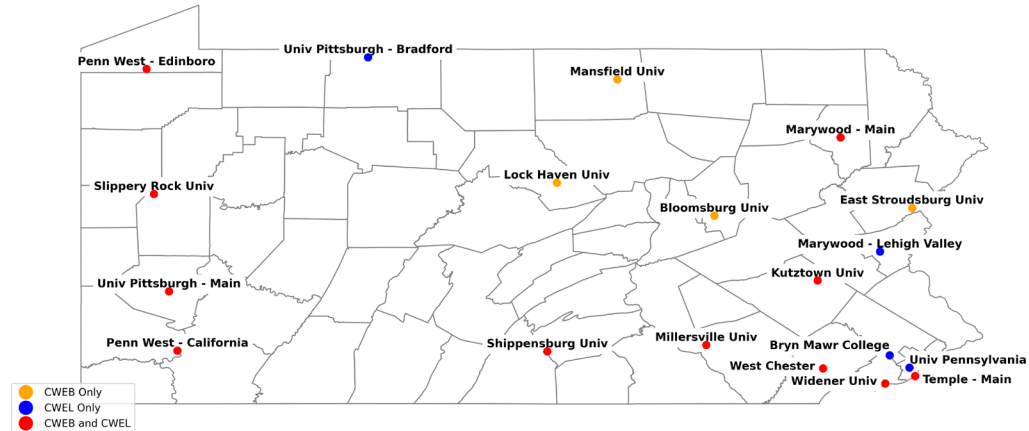 Univ Pittsburgh - Bradford
Penn West - Edinboro
Mansfield Univ
Marywood - Main
Lock Haven Univ
Slippery Rock Univ
East Stroudsburg Univ
Bloomsburg Univ
Marywood - Lehigh Valley
Kutztown Univ
Univ Pittsburgh - Main
Millersville Univ
Penn West - California
Shippensburg Univ
Bryn Mawr College
Univ Pennsylvania
West Chester
Temple - Main
Widener Univ
CWEB Only
CWEL Only
CWEB and CWEL